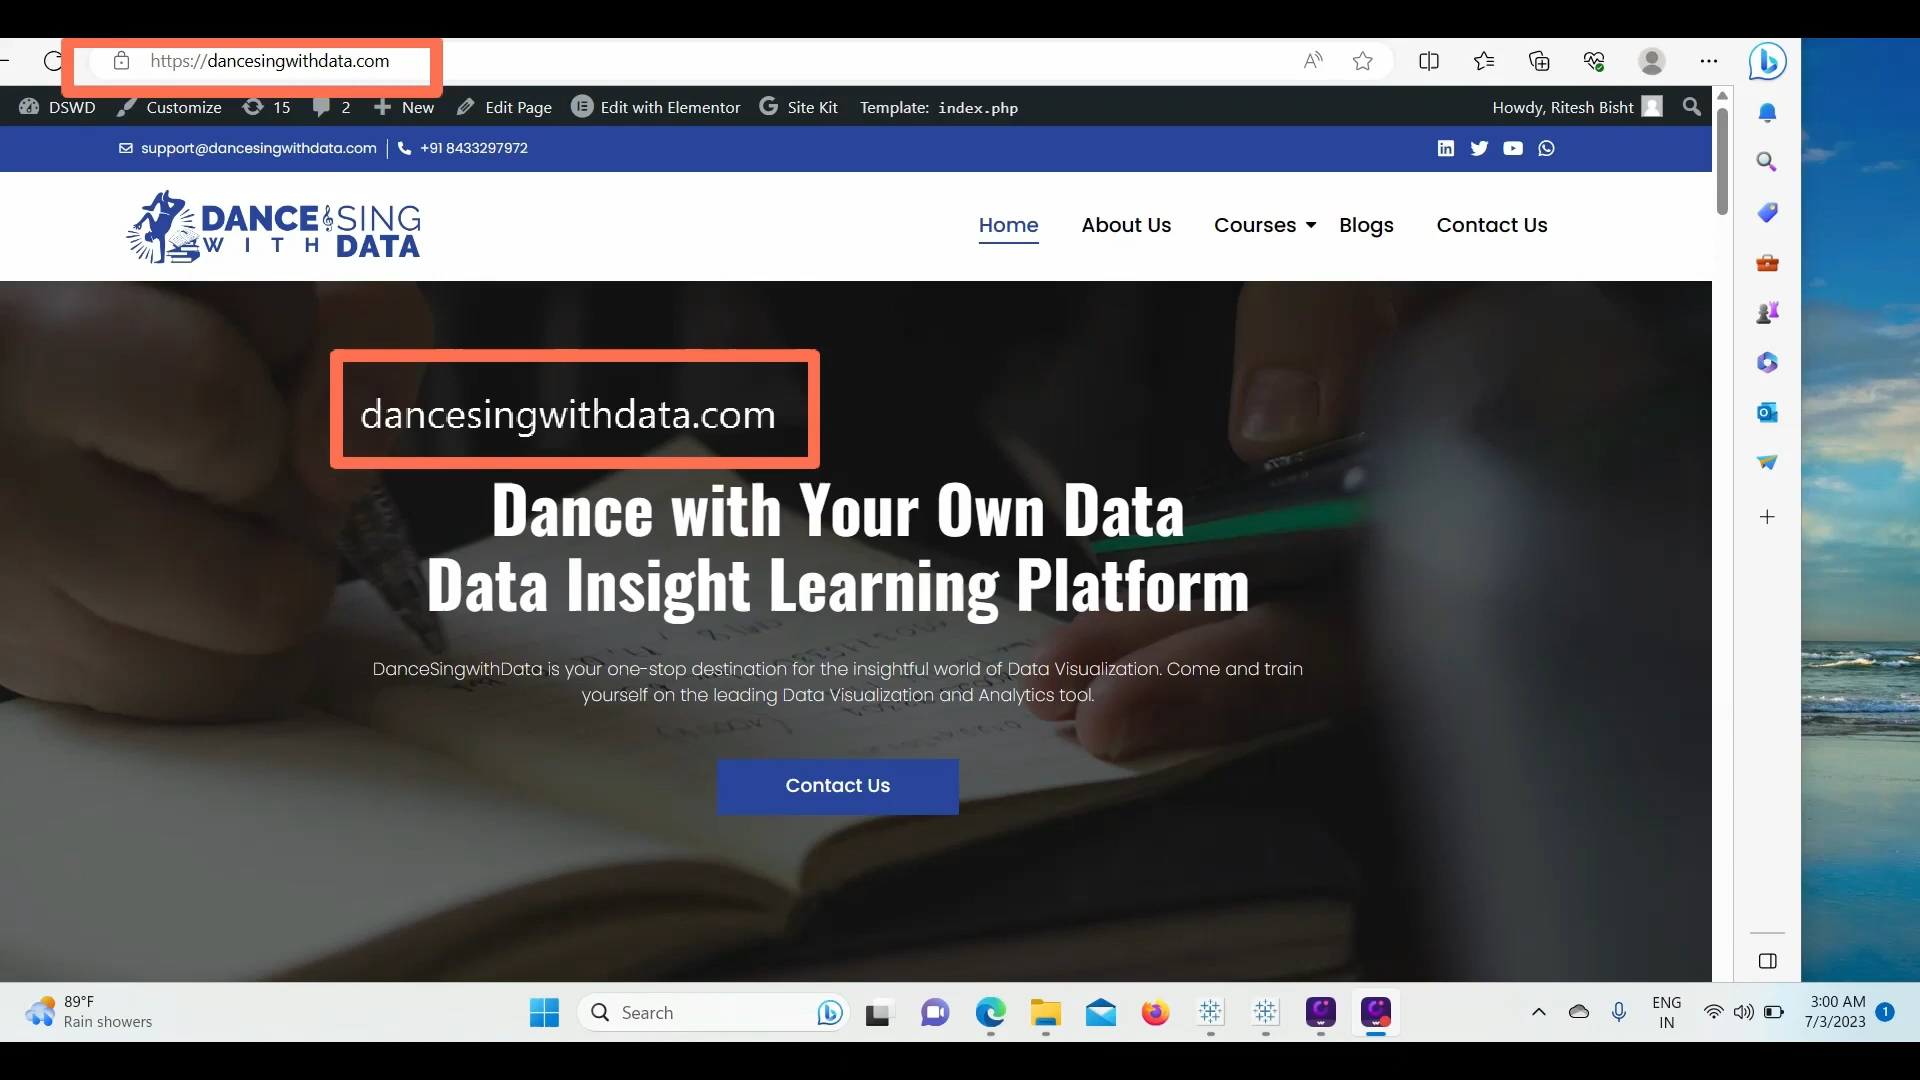 https://dancesingwithdata.com
DSWD Customize 15 2 New Edit Page Edit with Elementor Site Kit Template: index.php Howdy, Ritesh Bisht
support@dancesingwithdata.com +91 8433297972
DANCE SING
WITH DATA
Home About Us Courses Blogs Contact Us
dancesingwithdata.com
Dance with Your Own Data
Data Insight Learning Platform
DanceSingwithData is your one-stop destination for the insightful world of Data Visualization. Come and train
yourself on the leading Data Visualization and Analytics tool.
Contact Us
89°F
Rain showers
Search
ENG
IN
3:00 AM
7/3/2023
1